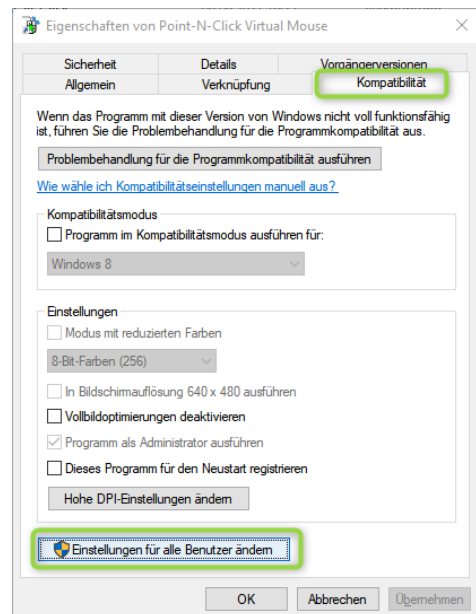 Eigenschaften von Point-N-Click Virtual Mouse
Sicherheit Details Vorgängerversionen
Allgemein Verknüpfung Kompatibilität
Wenn das Programm mit dieser Version von Windows nicht voll funktionsfähig
ist, führen Sie die Problembehandlung für die Programmkompatibilität aus.
Problembehandlung für die Programmkompatibilität ausführen
Wie wähle ich Kompatibilitätseinstellungen manuell aus?
Kompatibilitätsmodus
Programm im Kompatibilitätsmodus ausführen für:
Windows 8
Einstellungen
Modus mit reduzierten Farben
8-Bit-Farben (256)
In Bildschirmauflösung 640 x 480 ausführen
Vollbildoptimierungen deaktivieren
Programm als Administrator ausführen
Dieses Programm für den Neustart registrieren
Hohe DPI-Einstellungen ändern
Einstellungen für alle Benutzer ändern
OK Abbrechen Übernehmen